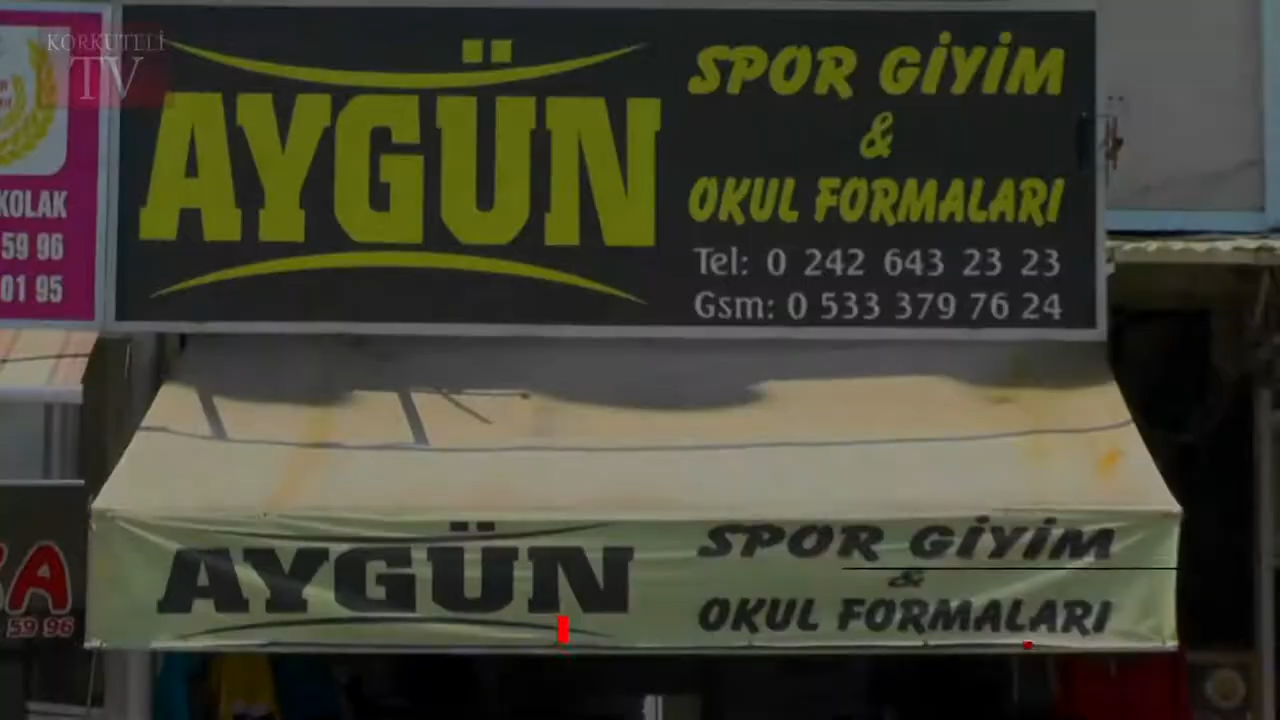 KORKUTELİ
TV
AYGÜN
SPOR GİYİM
&
OKUL FORMALARI
Tel: 0 242 643 23 23
Gsm: 0 533 379 76 24
KOLAK
59 96
01 95
AYGÜN
SPOR GİYİM
&
OKUL FORMALARI
59 96